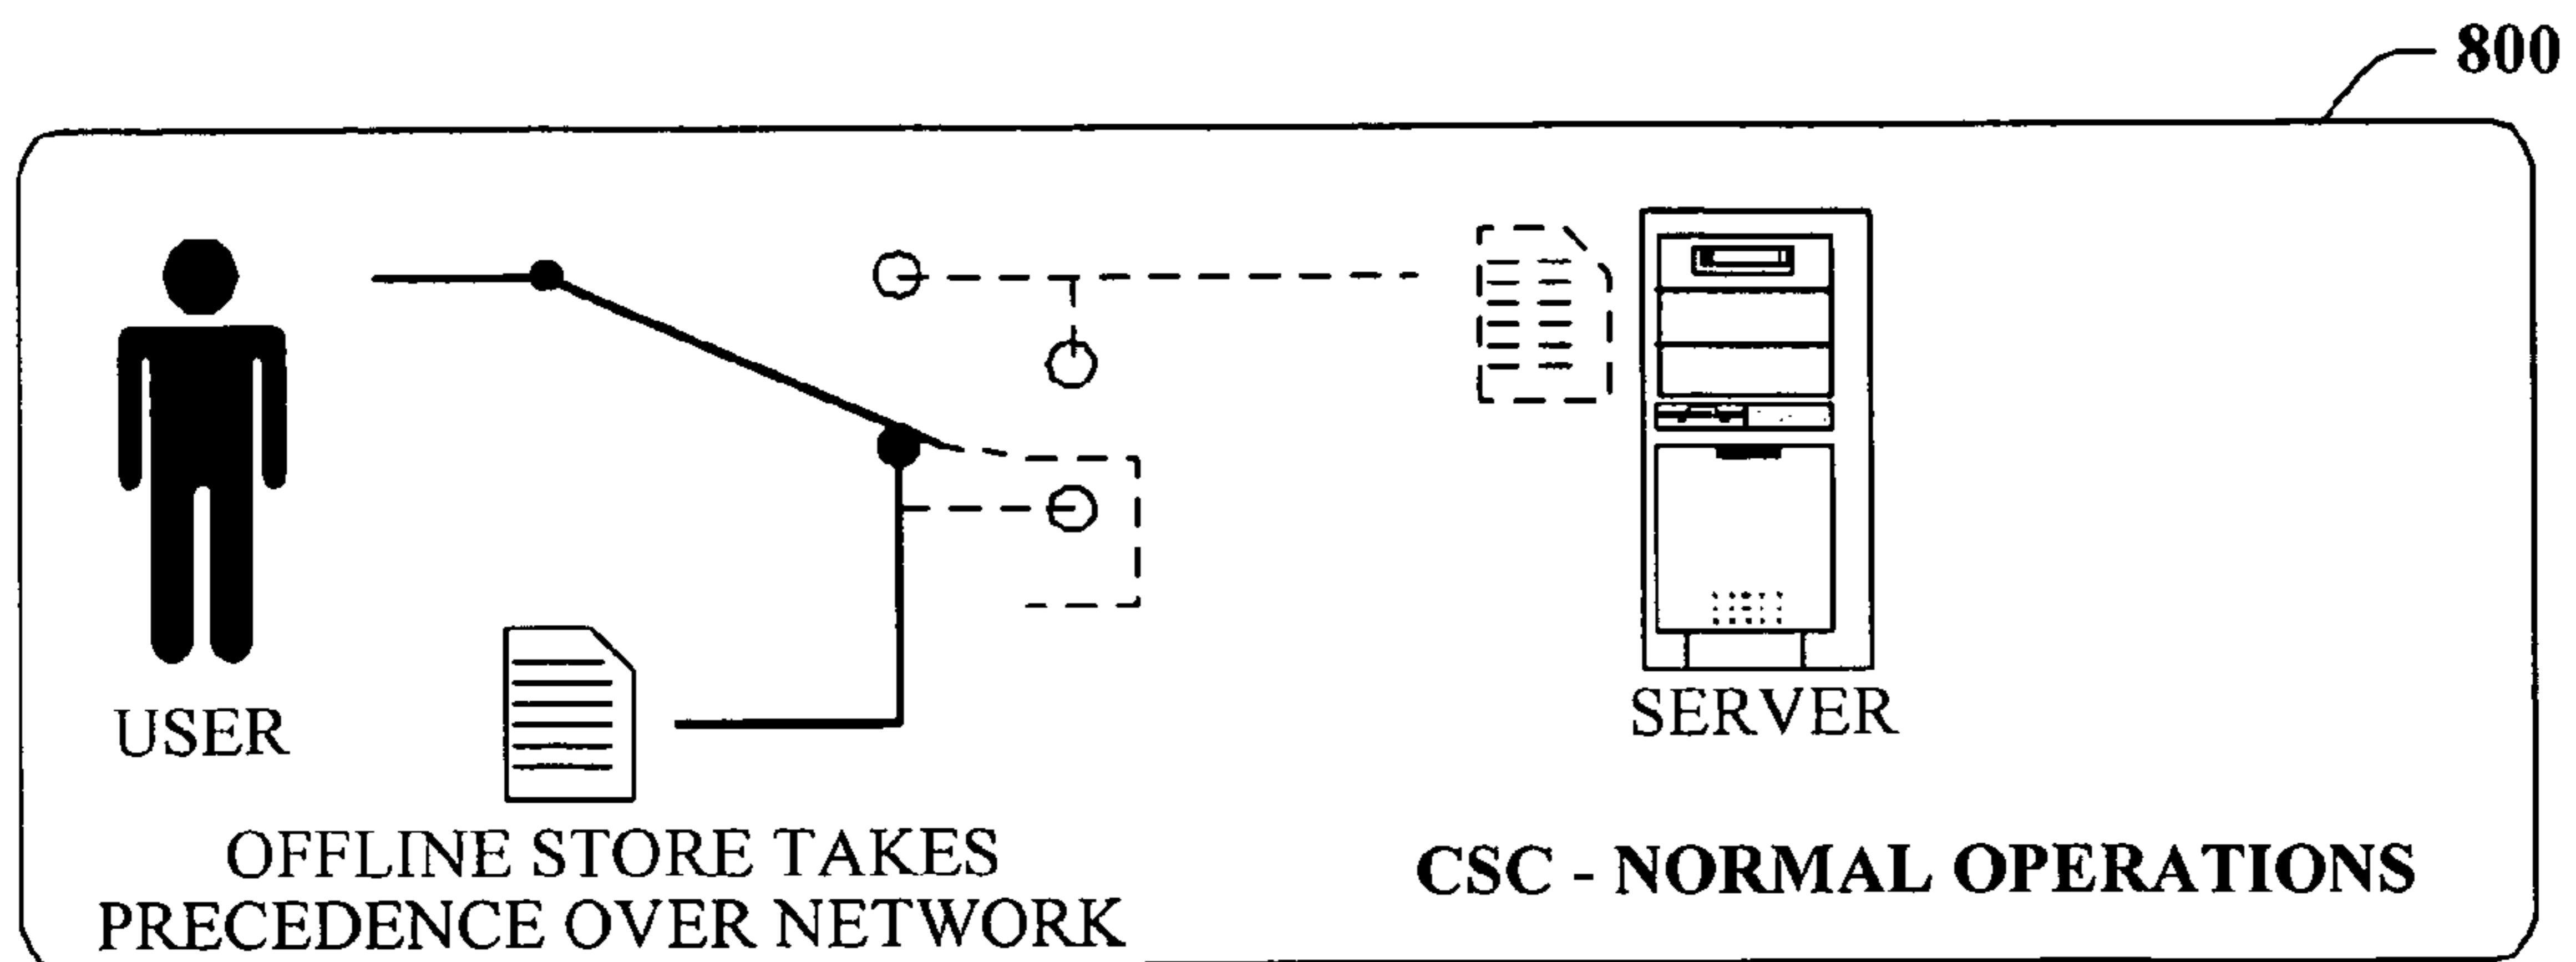 800
USER
SERVER
OFFLINE STORE TAKES
PRECEDENCE OVER NETWORK
CSC - NORMAL OPERATIONS